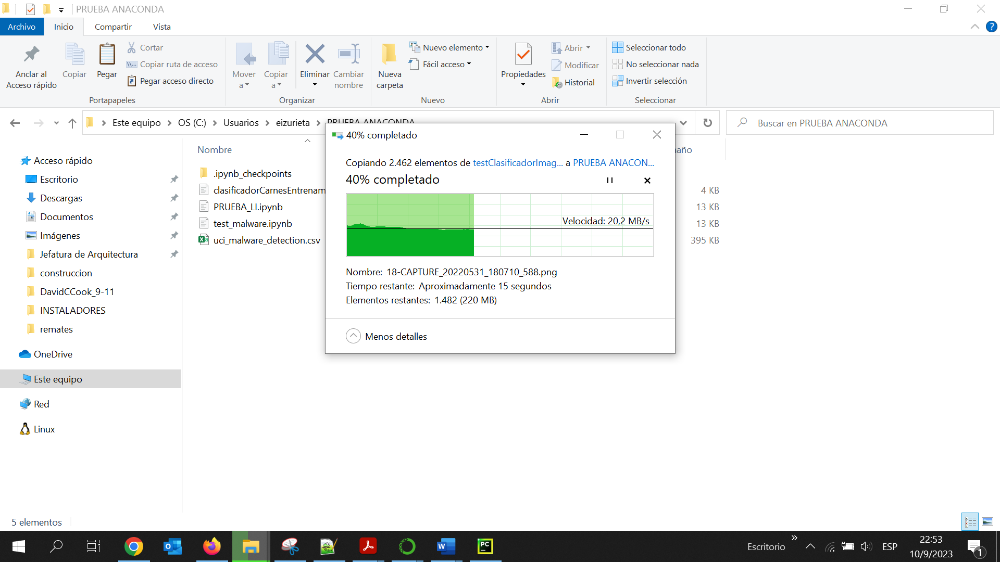 PRUEBA ANACONDA
Archivo Inicio Compartir Vista
Anclar al Acceso rápido
Copiar
Pegar
Cortar
Copiar ruta de acceso
Pegar acceso directo
Portapapeles
Mover a
Copiar a
Eliminar
Cambiar nombre
Organizar
Nueva carpeta
Nuevo elemento
Fácil acceso
Nuevo
Propiedades
Abrir
Modificar
Historial
Abrir
Seleccionar todo
No seleccionar nada
Invertir selección
Seleccionar
Este equipo > OS (C:) > Usuarios > eizurieta > PRUEBA ANACONDA
Buscar en PRUEBA ANACONDA
Acceso rápido
Escritorio
Descargas
Documentos
Imágenes
Jefatura de Arquitectura
construccion
DavidCCook_9-11
INSTALADORES
remates
OneDrive
Este equipo
Red
Linux
Nombre
.ipynb_checkpoints
clasificadorCarnesEntrenam
4 KB
PRUEBA_LI.ipynb
13 KB
test_malware.ipynb
13 KB
uci_malware_detection.csv
395 KB
40% completado
Copiando 2.462 elementos de testClasificadorImag... a PRUEBA ANACON...
40% completado
Velocidad: 20,2 MB/s
Nombre: 18-CAPTURE_20220531_180710_588.png
Tiempo restante: Aproximadamente 15 segundos
Elementos restantes: 1.482 (220 MB)
Menos detalles
5 elementos
Escritorio
ESP
22:53
10/9/2023
1